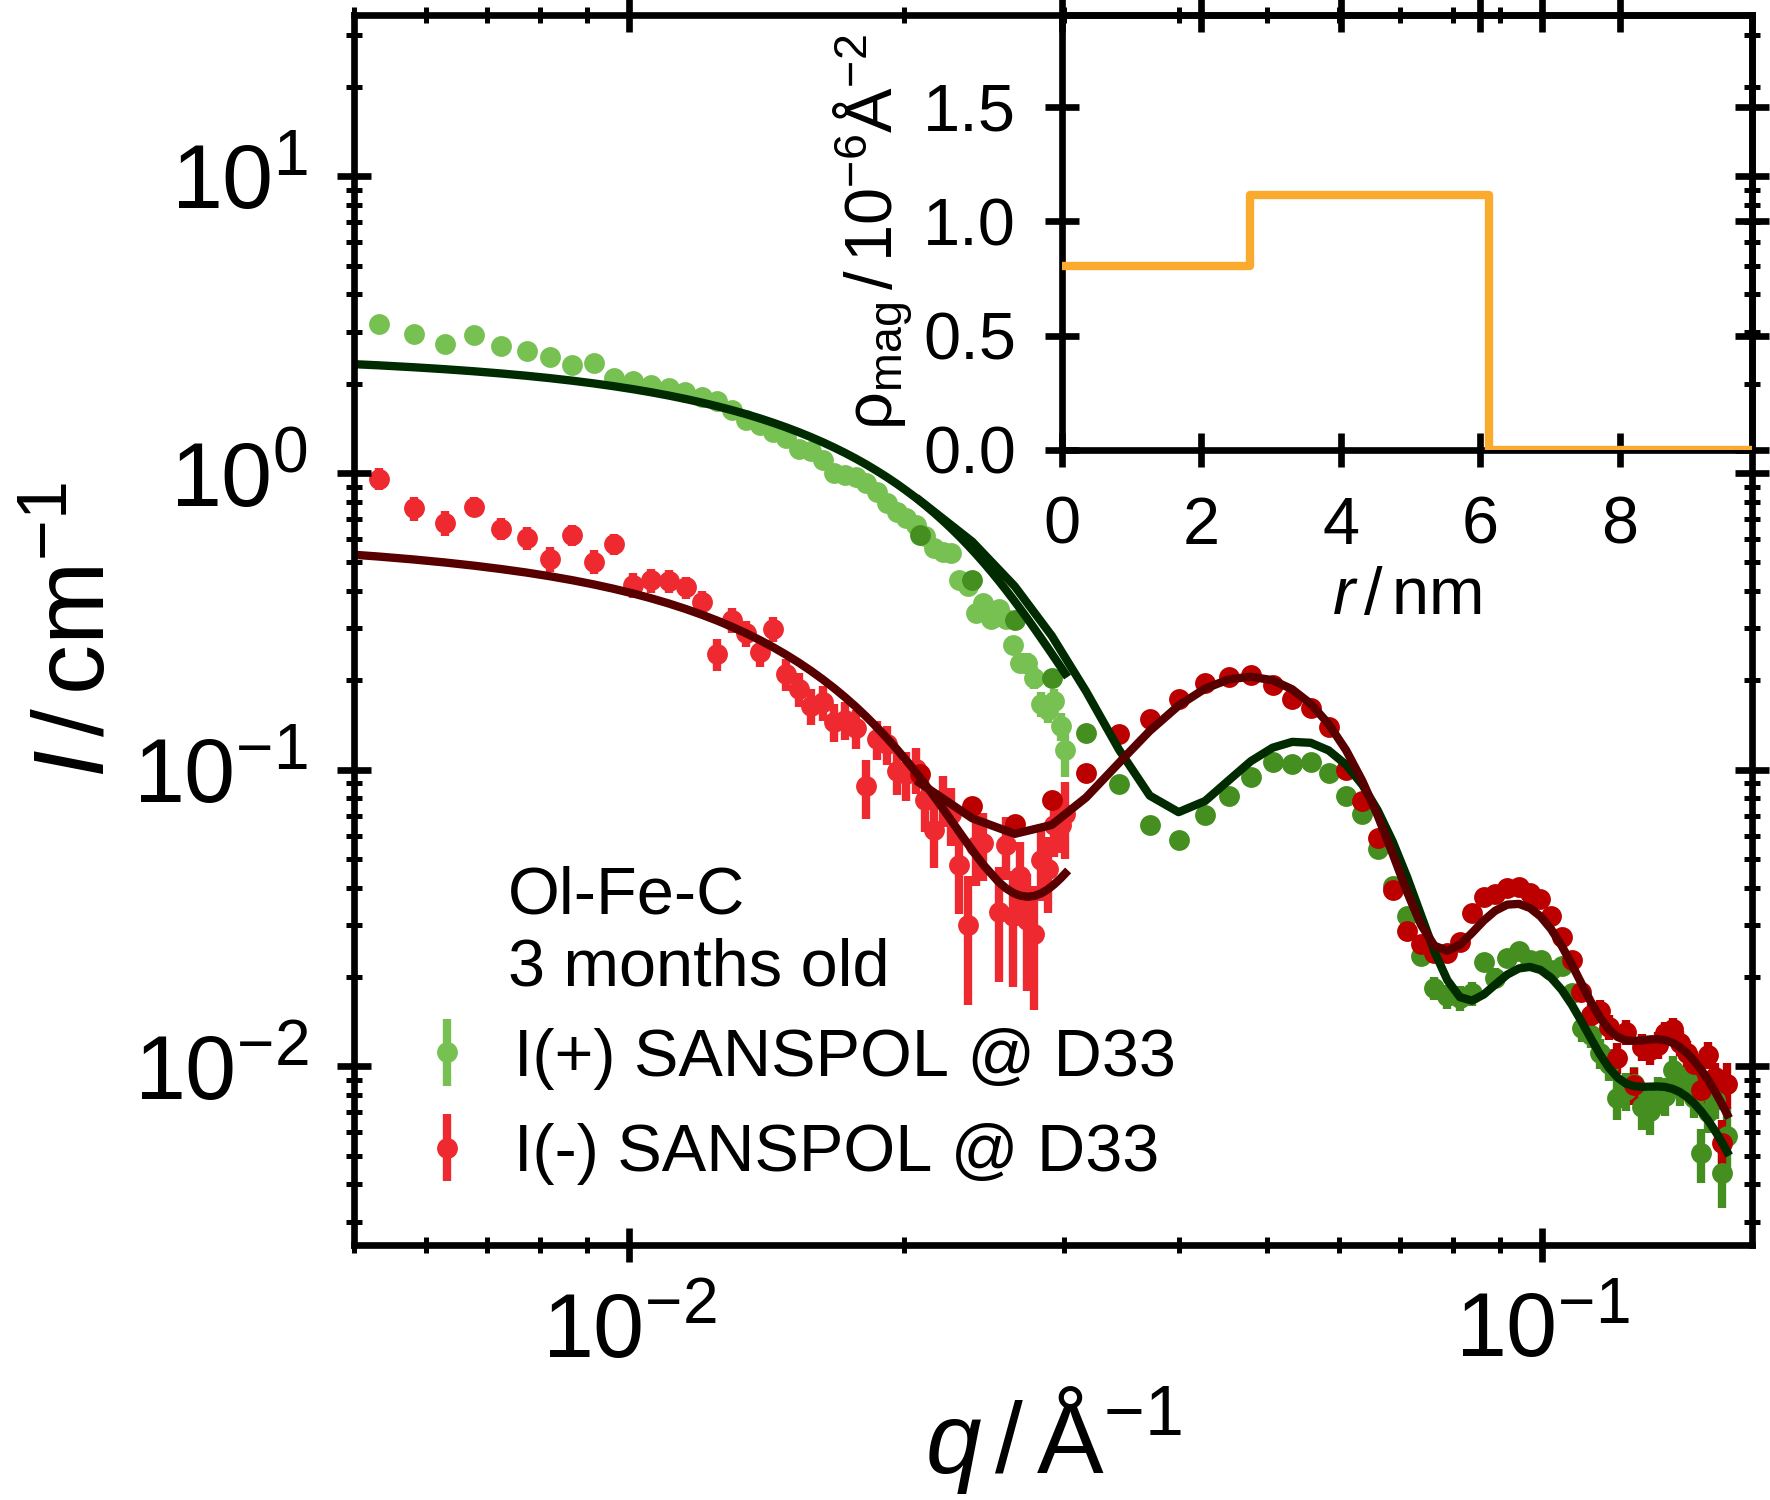 10¹
10⁰
10⁻¹
10⁻²
I / cm⁻¹
ρmag / 10⁻⁶Å⁻²
1.5
1.0
0.5
0.0
0 2 4 6 8
r / nm
Ol-Fe-C
3 months old
I(+) SANSPOL @ D33
I(-) SANSPOL @ D33
10⁻² 10⁻¹
q / Å⁻¹